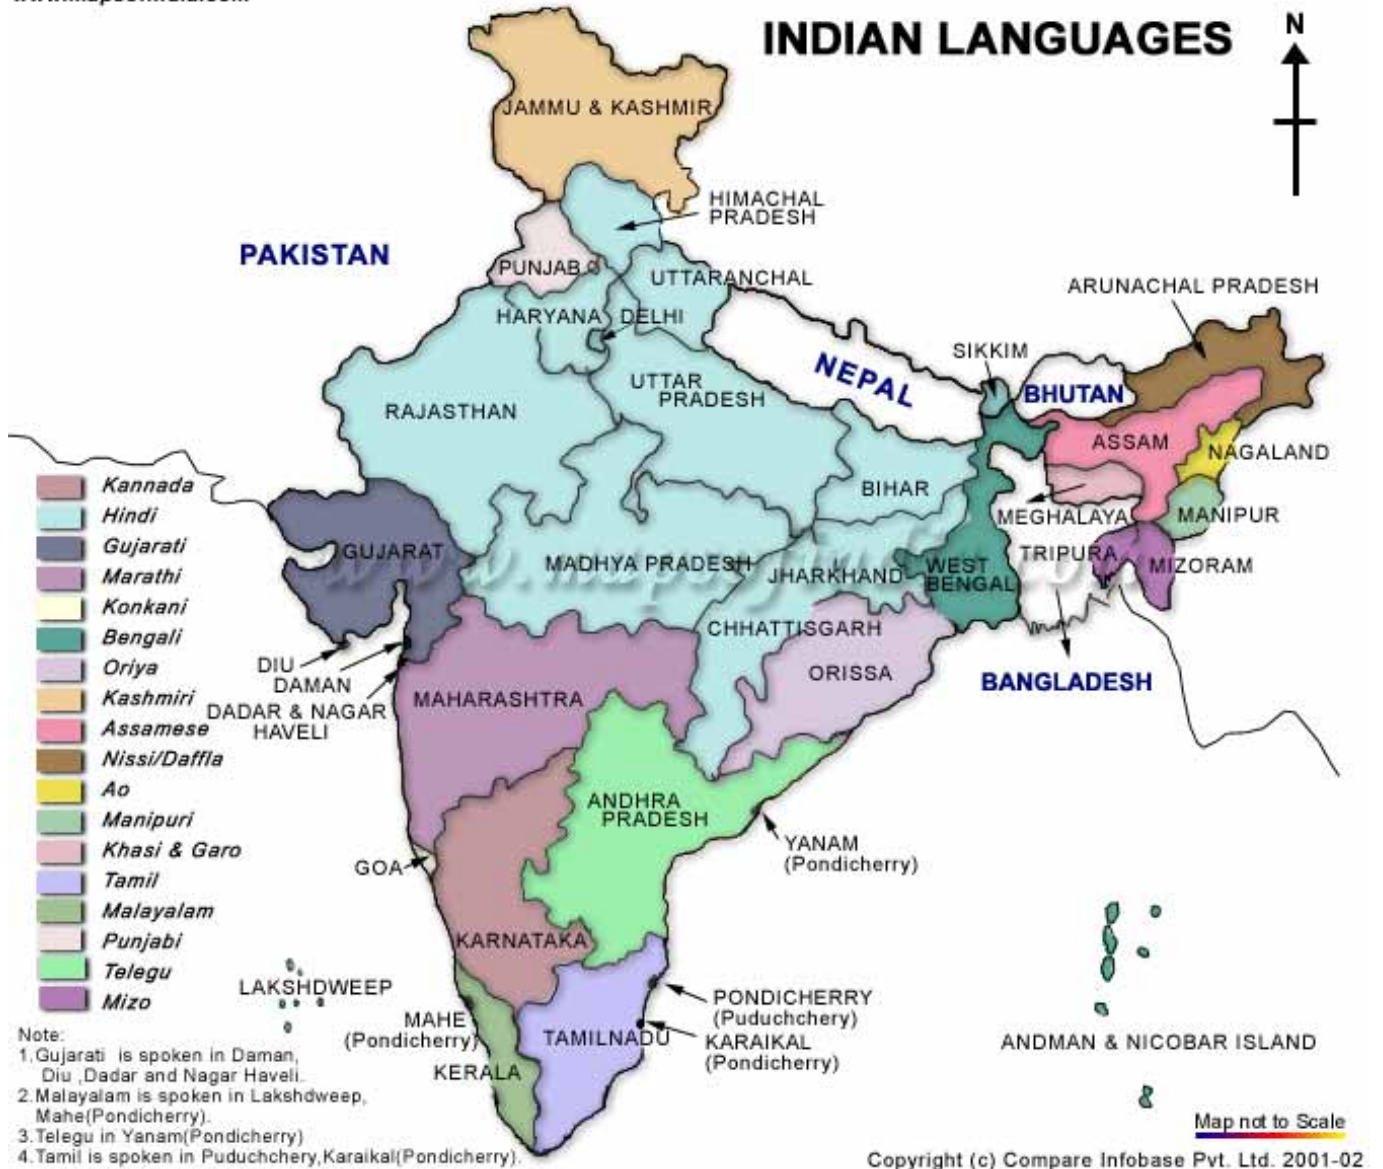 www.mapsofindia.com
INDIAN LANGUAGES
N
JAMMU & KASHMIR
HIMACHAL
PRADESH
PAKISTAN
PUNJAB
UTTARANCHAL
ARUNACHAL PRADESH
HARYANA
DELHI
SIKKIM
NEPAL
BHUTAN
UTTAR
PRADESH
RAJASTHAN
ASSAM
NAGALAND
BIHAR
MEGHALAYA
MANIPUR
GUJARAT
MADHYA PRADESH
JHARKHAND
WEST
BENGAL
TRIPURA
MIZORAM
www.mapsofindia.com
CHHATTISGARH
ORISSA
BANGLADESH
DIU
DAMAN
DADAR & NAGAR
HAVELI
MAHARASHTRA
ANDHRA
PRADESH
YANAM
(Pondicherry)
GOA
KARNATAKA
LAKSHDWEEP
MAHE
(Pondicherry)
KERALA
TAMILNADU
PONDICHERRY
(Puduchchery)
KARAIKAL
(Pondicherry)
ANDMAN & NICOBAR ISLAND
Kannada
Hindi
Gujarati
Marathi
Konkani
Bengali
Oriya
Kashmiri
Assamese
Nissi/Daffla
Ao
Manipuri
Khasi & Garo
Tamil
Malayalam
Punjabi
Telegu
Mizo
Note:
1.Gujarati is spoken in Daman,
Diu ,Dadar and Nagar Haveli.
2.Malayalam is spoken in Lakshdweep,
Mahe(Pondicherry).
3.Telegu in Yanam(Pondicherry)
4.Tamil is spoken in Puduchchery,Karaikal(Pondicherry).
Map not to Scale
Copyright (c) Compare Infobase Pvt. Ltd. 2001-02